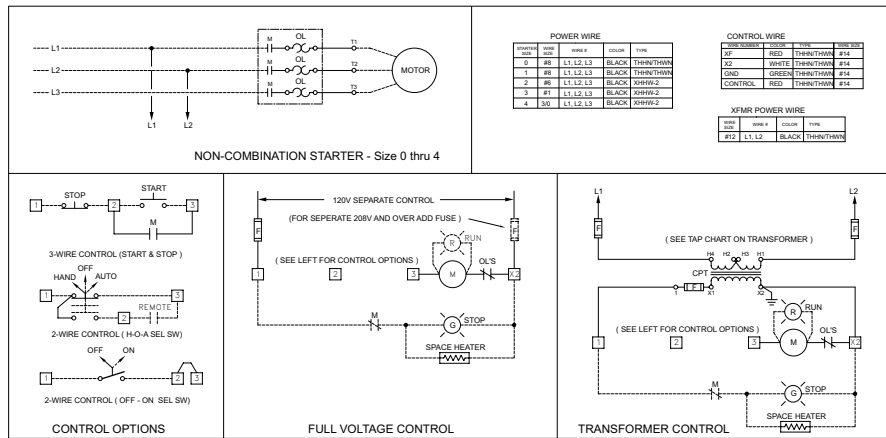 L1
L2
L3
M
OL
M
OL
M
OL
T1
T2
T3
MOTOR
L1 L2
NON-COMBINATION STARTER - Size 0 thru 4
POWER WIRE
STARTER SIZE WIRE SIZE WIRE # COLOR TYPE
0 #8 L1, L2, L3 BLACK THHN/THWN
1 #8 L1, L2, L3 BLACK THHN/THWN
2 #6 L1, L2, L3 BLACK XHHW-2
3 #1 L1, L2, L3 BLACK XHHW-2
4 3/0 L1, L2, L3 BLACK XHHW-2
CONTROL WIRE
WIRE NUMBER COLOR TYPE WIRE SIZE
XF RED THHN/THWN #14
X2 WHITE THHN/THWN #14
GND GREEN THHN/THWN #14
CONTROL RED THHN/THWN #14
XFMR POWER WIRE
WIRE SIZE WIRE # COLOR TYPE
#12 L1, L2 BLACK THHN/THWN
STOP START
1 2 3
M
3-WIRE CONTROL (START & STOP )
OFF
HAND AUTO
1 3
REMOTE
2
2-WIRE CONTROL ( H-O-A SEL SW)
OFF ON
1 2 3
2-WIRE CONTROL ( OFF - ON SEL SW)
CONTROL OPTIONS
120V SEPARATE CONTROL
(FOR SEPERATE 208V AND OVER ADD FUSE )
F F
R RUN
( SEE LEFT FOR CONTROL OPTIONS )
OL'S
1 2 3 M X2
M
G STOP
SPACE HEATER
FULL VOLTAGE CONTROL
L1 L2
F F
( SEE TAP CHART ON TRANSFORMER )
H4 H2 H3 H1
CPT
F
1 X1 X2
R RUN
( SEE LEFT FOR CONTROL OPTIONS )
OL'S
1 2 3 M X2
M
G STOP
SPACE HEATER
TRANSFORMER CONTROL